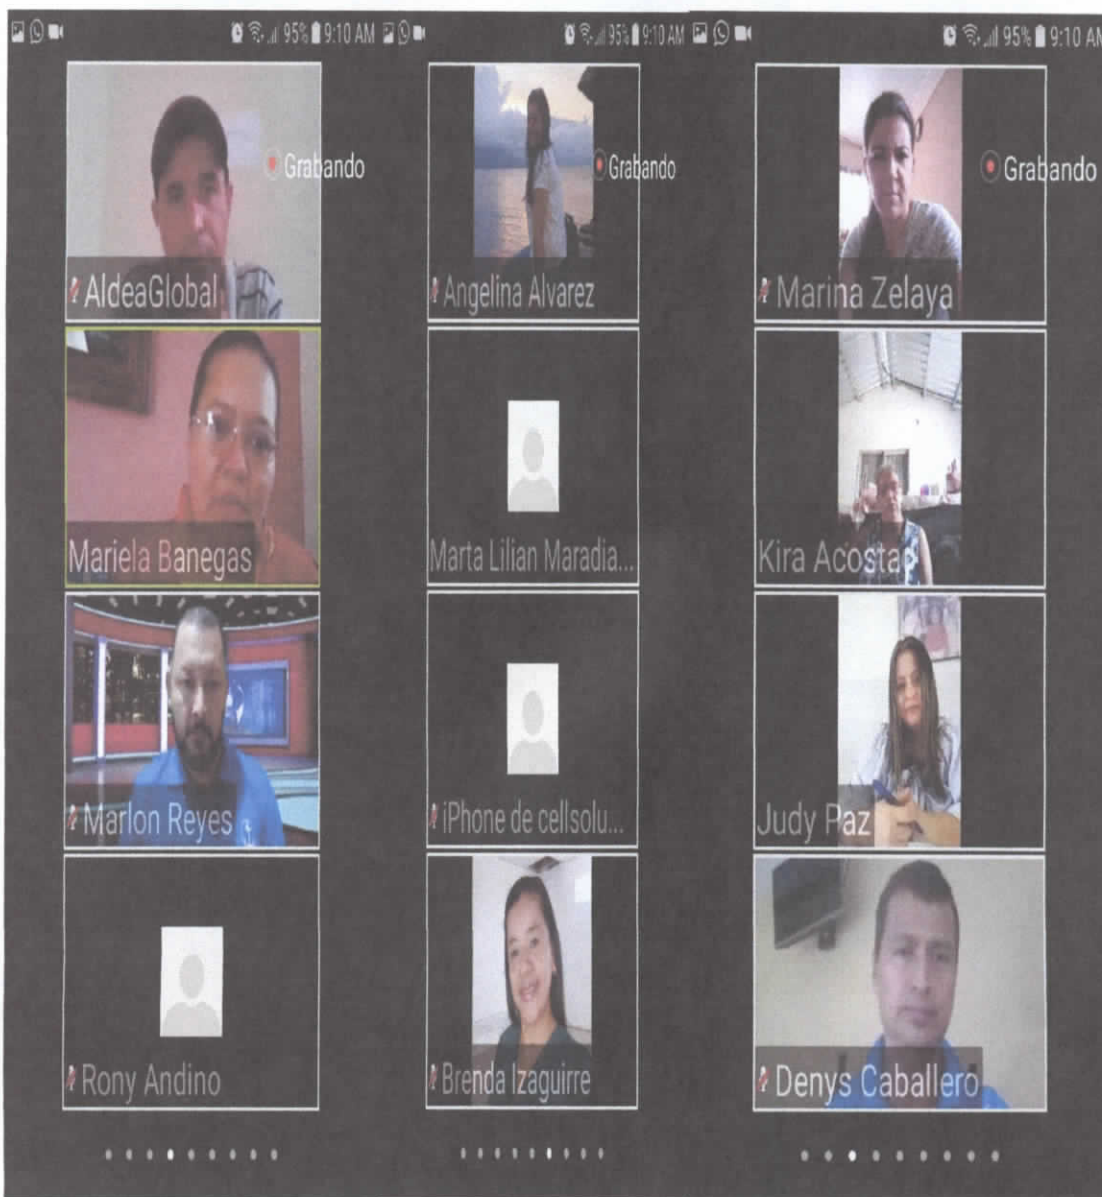 95% 9:10 AM
Grabando
AldeaGlobal
Mariela Banegas
Marlon Reyes
Rony Andino
95% 9:10 AM
Grabando
Angelina Alvarez
Marta Lilian Maradia...
iPhone de cellsolu...
Brenda Izaguirre
95% 9:10 AM
Grabando
Marina Zelaya
Kira Acosta
Judy Paz
Denys Caballero